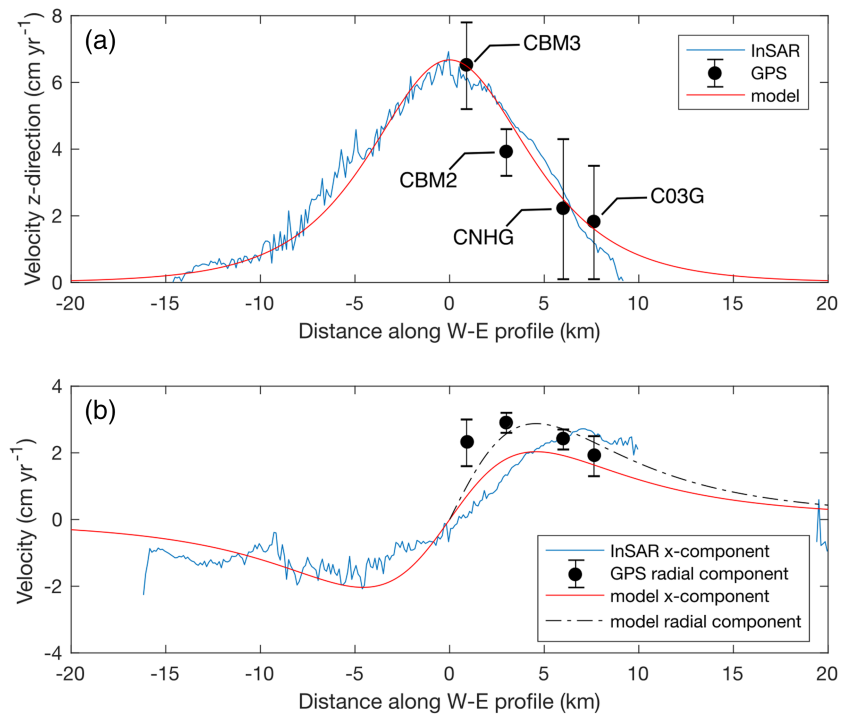 (a)
CBM3
CBM2
CNHG
C03G
InSAR
GPS
model
Velocity z-direction (cm yr-1)
8
6
4
2
0
-20 -15 -10 -5 0 5 10 15 20
Distance along W-E profile (km)
(b)
Velocity (cm yr-1)
4
2
0
-2
-4
InSAR x-component
GPS radial component
model x-component
model radial component
-20 -15 -10 -5 0 5 10 15 20
Distance along W-E profile (km)